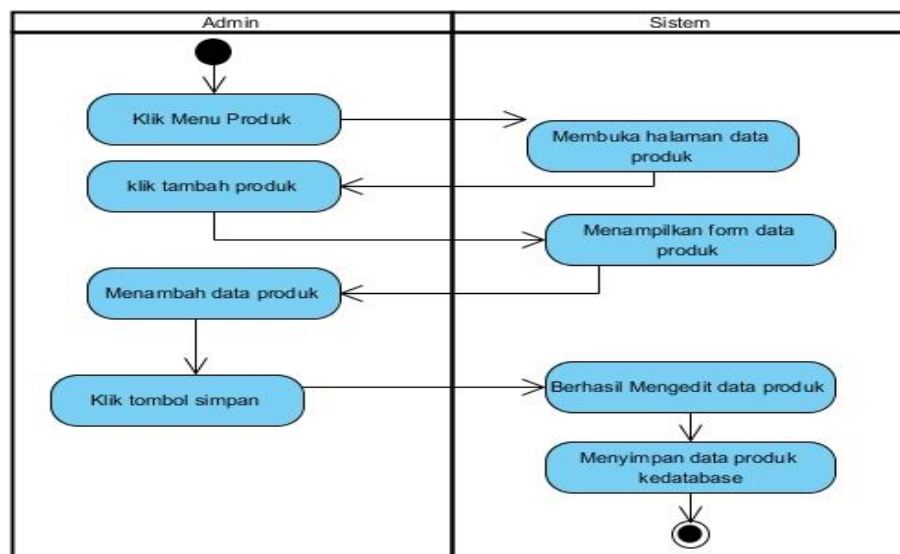 Admin
Sistem
Klik Menu Produk
Membuka halaman data
produk
klik tambah produk
Menampilkan form data
produk
Menambah data produk
Klik tombol simpan
Berhasil Mengedit data produk
Menyimpan data produk
kedatabase